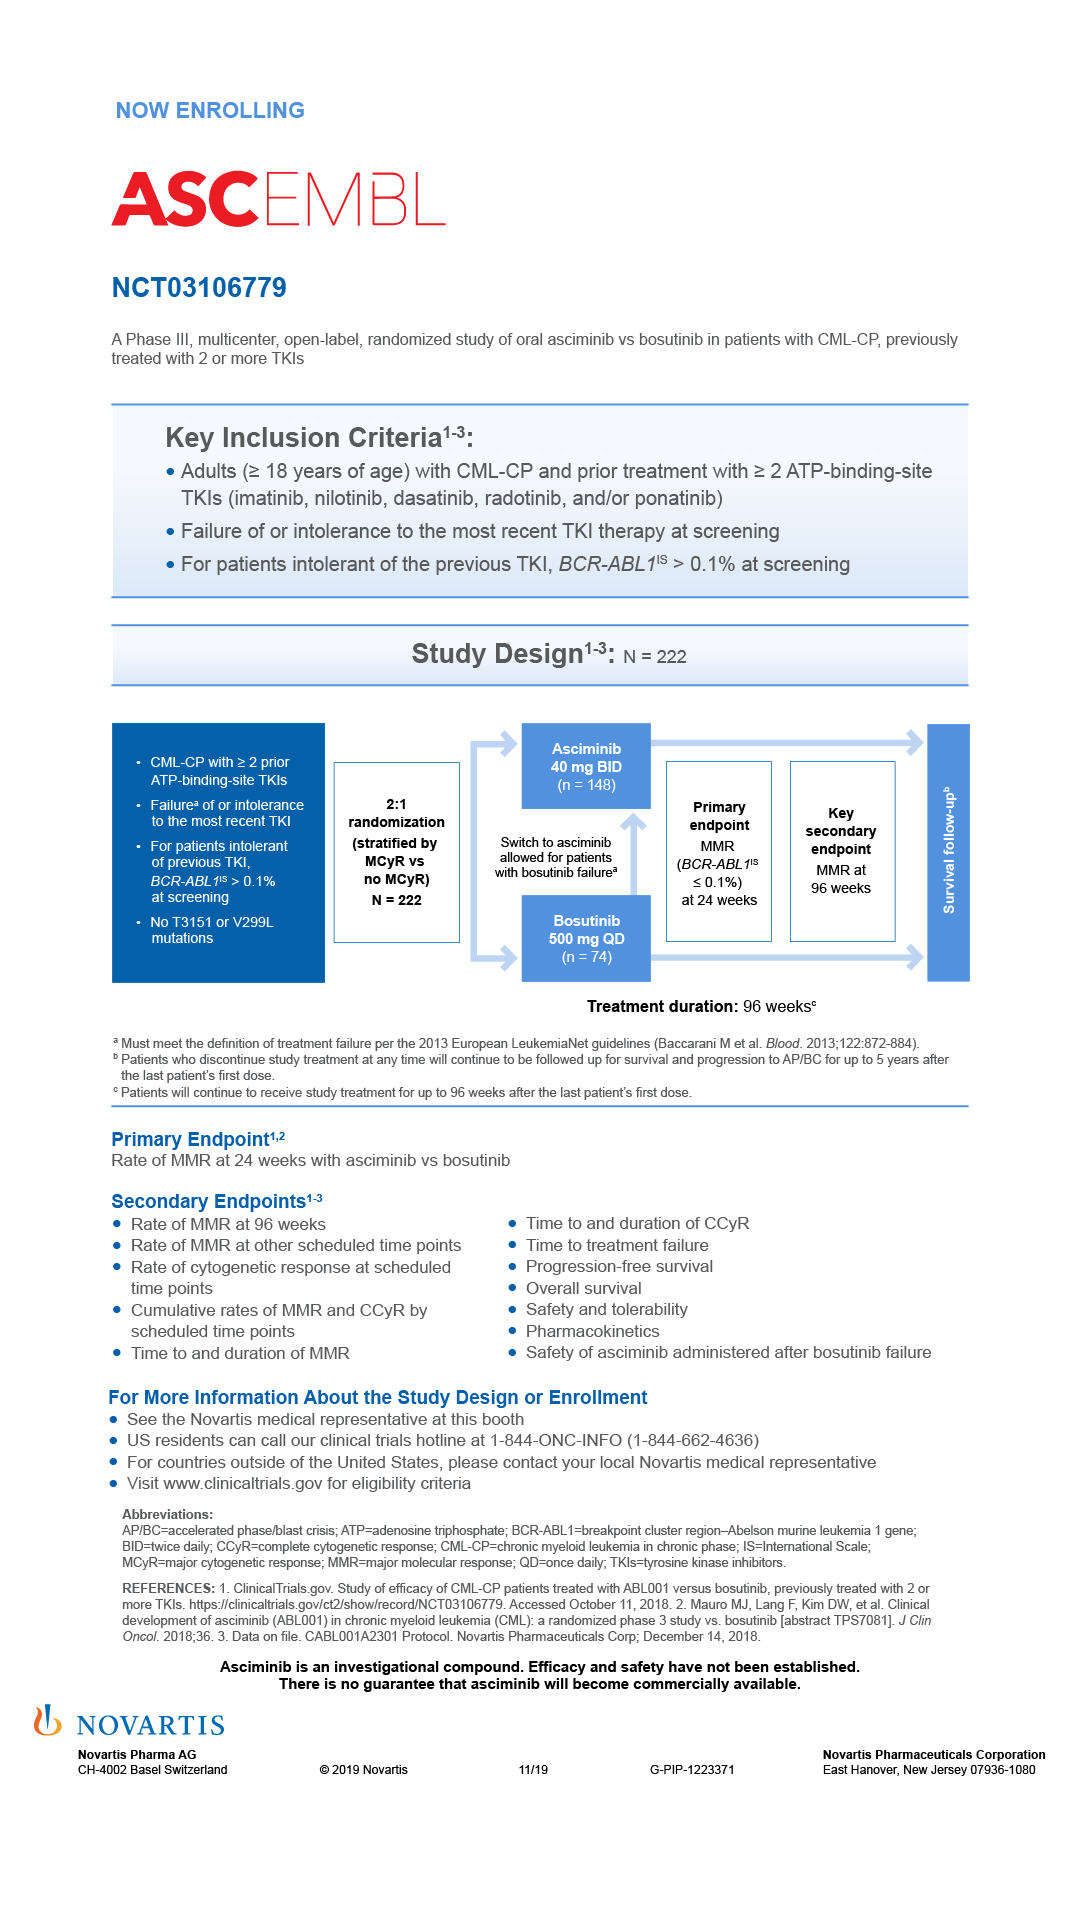 NOW ENROLLING
ASCEMBL
NCT03106779
A Phase III, multicenter, open-label, randomized study of oral asciminib vs bosutinib in patients with CML-CP, previously
treated with 2 or more TKIs
Key Inclusion Criteria1-3:
• Adults (≥ 18 years of age) with CML-CP and prior treatment with ≥ 2 ATP-binding-site
TKIs (imatinib, nilotinib, dasatinib, radotinib, and/or ponatinib)
• Failure of or intolerance to the most recent TKI therapy at screening
• For patients intolerant of the previous TKI, BCR-ABL1IS > 0.1% at screening
Study Design1-3: N = 222
• CML-CP with ≥ 2 prior
ATP-binding-site TKIs
• Failurea of or intolerance
to the most recent TKI
• For patients intolerant
of previous TKI,
BCR-ABL1IS > 0.1%
at screening
• No T3151 or V299L
mutations
2:1
randomization
(stratified by
MCyR vs
no MCyR)
N = 222
Asciminib
40 mg BID
(n = 148)
Switch to asciminib
allowed for patients
with bosutinib failurea
Bosutinib
500 mg QD
(n = 74)
Primary
endpoint
MMR
(BCR-ABL1IS
≤ 0.1%)
at 24 weeks
Key
secondary
endpoint
MMR at
96 weeks
Survival follow-upb
Treatment duration: 96 weeksc
a Must meet the definition of treatment failure per the 2013 European LeukemiaNet guidelines (Baccarani M et al. Blood. 2013;122:872-884).
b Patients who discontinue study treatment at any time will continue to be followed up for survival and progression to AP/BC for up to 5 years after
the last patient's first dose.
c Patients will continue to receive study treatment for up to 96 weeks after the last patient's first dose.
Primary Endpoint1,2
Rate of MMR at 24 weeks with asciminib vs bosutinib
Secondary Endpoints1-3
• Rate of MMR at 96 weeks
• Rate of MMR at other scheduled time points
• Rate of cytogenetic response at scheduled
time points
• Cumulative rates of MMR and CCyR by
scheduled time points
• Time to and duration of MMR
• Time to and duration of CCyR
• Time to treatment failure
• Progression-free survival
• Overall survival
• Safety and tolerability
• Pharmacokinetics
• Safety of asciminib administered after bosutinib failure
For More Information About the Study Design or Enrollment
• See the Novartis medical representative at this booth
• US residents can call our clinical trials hotline at 1-844-ONC-INFO (1-844-662-4636)
• For countries outside of the United States, please contact your local Novartis medical representative
• Visit www.clinicaltrials.gov for eligibility criteria
Abbreviations:
AP/BC=accelerated phase/blast crisis; ATP=adenosine triphosphate; BCR-ABL1=breakpoint cluster region–Abelson murine leukemia 1 gene;
BID=twice daily; CCyR=complete cytogenetic response; CML-CP=chronic myeloid leukemia in chronic phase; IS=International Scale;
MCyR=major cytogenetic response; MMR=major molecular response; QD=once daily; TKIs=tyrosine kinase inhibitors.
REFERENCES: 1. ClinicalTrials.gov. Study of efficacy of CML-CP patients treated with ABL001 versus bosutinib, previously treated with 2 or
more TKIs. https://clinicaltrials.gov/ct2/show/record/NCT03106779. Accessed October 11, 2018. 2. Mauro MJ, Lang F, Kim DW, et al. Clinical
development of asciminib (ABL001) in chronic myeloid leukemia (CML): a randomized phase 3 study vs. bosutinib [abstract TPS7081]. J Clin
Oncol. 2018;36. 3. Data on file. CABL001A2301 Protocol. Novartis Pharmaceuticals Corp; December 14, 2018.
Asciminib is an investigational compound. Efficacy and safety have not been established.
There is no guarantee that asciminib will become commercially available.
NOVARTIS
Novartis Pharma AG
CH-4002 Basel Switzerland
© 2019 Novartis
11/19
G-PIP-1223371
Novartis Pharmaceuticals Corporation
East Hanover, New Jersey 07936-1080